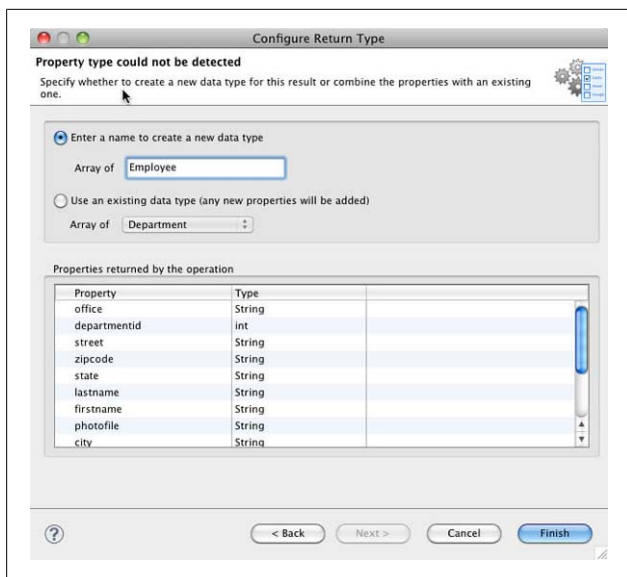 Configure Return Type
Property type could not be detected
Specify whether to create a new data type for this result or combine the properties with an existing
one.
Enter a name to create a new data type
Array of Employee
Use an existing data type (any new properties will be added)
Array of Department
Properties returned by the operation
Property Type
office String
departmentid int
street String
zipcode String
state String
lastname String
firstname String
photofile String
city String
? < Back Next > Cancel Finish